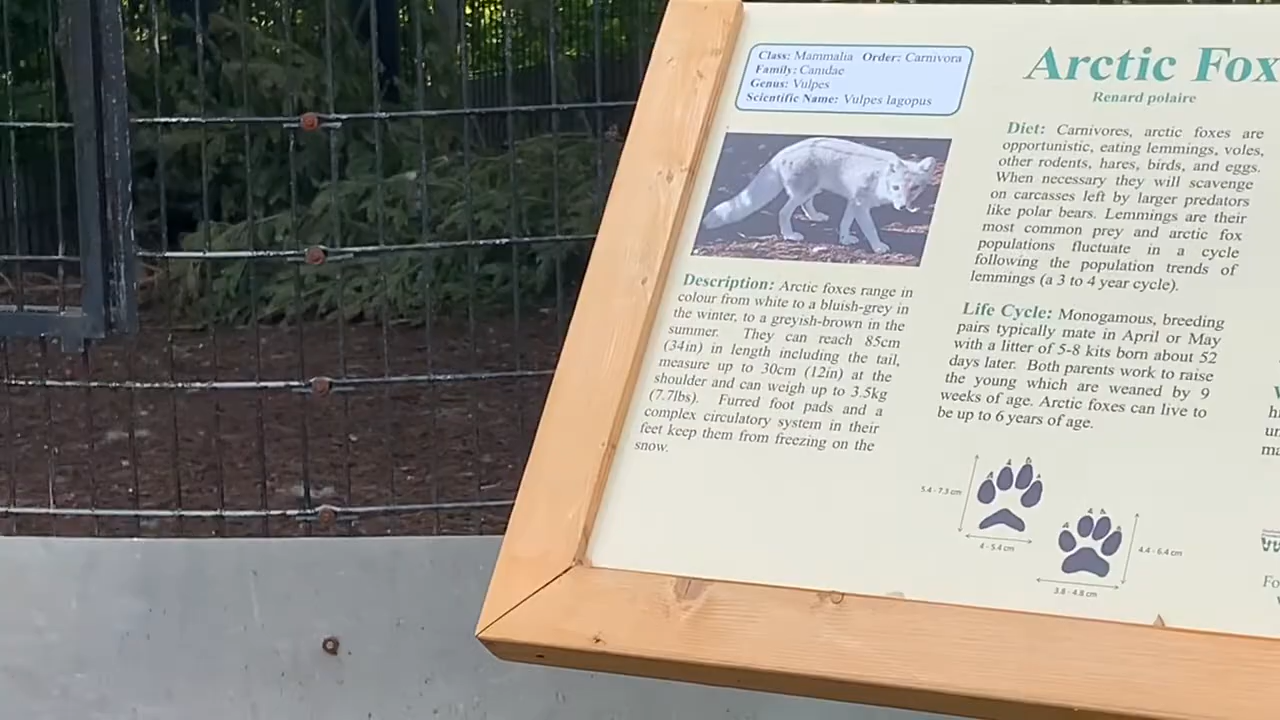 Class: Mammalia Order: Carnivora
Family: Canidae
Genus: Vulpes
Scientific Name: Vulpes lagopus
Arctic Fox
Renard polaire
Description: Arctic foxes range in
colour from white to a bluish-grey in
the winter, to a greyish-brown in the
summer. They can reach 85cm
(34in) in length including the tail,
measure up to 30cm (12in) at the
shoulder and can weigh up to 3.5kg
(7.7lbs). Furred foot pads and a
complex circulatory system in their
feet keep them from freezing on the
snow.
Diet: Carnivores, arctic foxes are
opportunistic, eating lemmings, voles,
other rodents, hares, birds, and eggs.
When necessary they will scavenge
on carcasses left by larger predators
like polar bears. Lemmings are their
most common prey and arctic fox
populations fluctuate in a cycle
following the population trends of
lemmings (a 3 to 4 year cycle).
Life Cycle: Monogamous, breeding
pairs typically mate in April or May
with a litter of 5-8 kits born about 52
days later. Both parents work to raise
the young which are weaned by 9
weeks of age. Arctic foxes can live to
be up to 6 years of age.
5.4 - 7.3 cm
4 - 5.4 cm
4.4 - 6.4 cm
3.8 - 4.8 cm